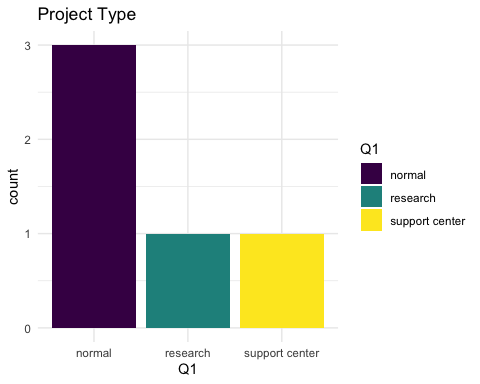 Project Type
3
2
1
0
count
normal
research
support center
Q1
Q1
normal
research
support center